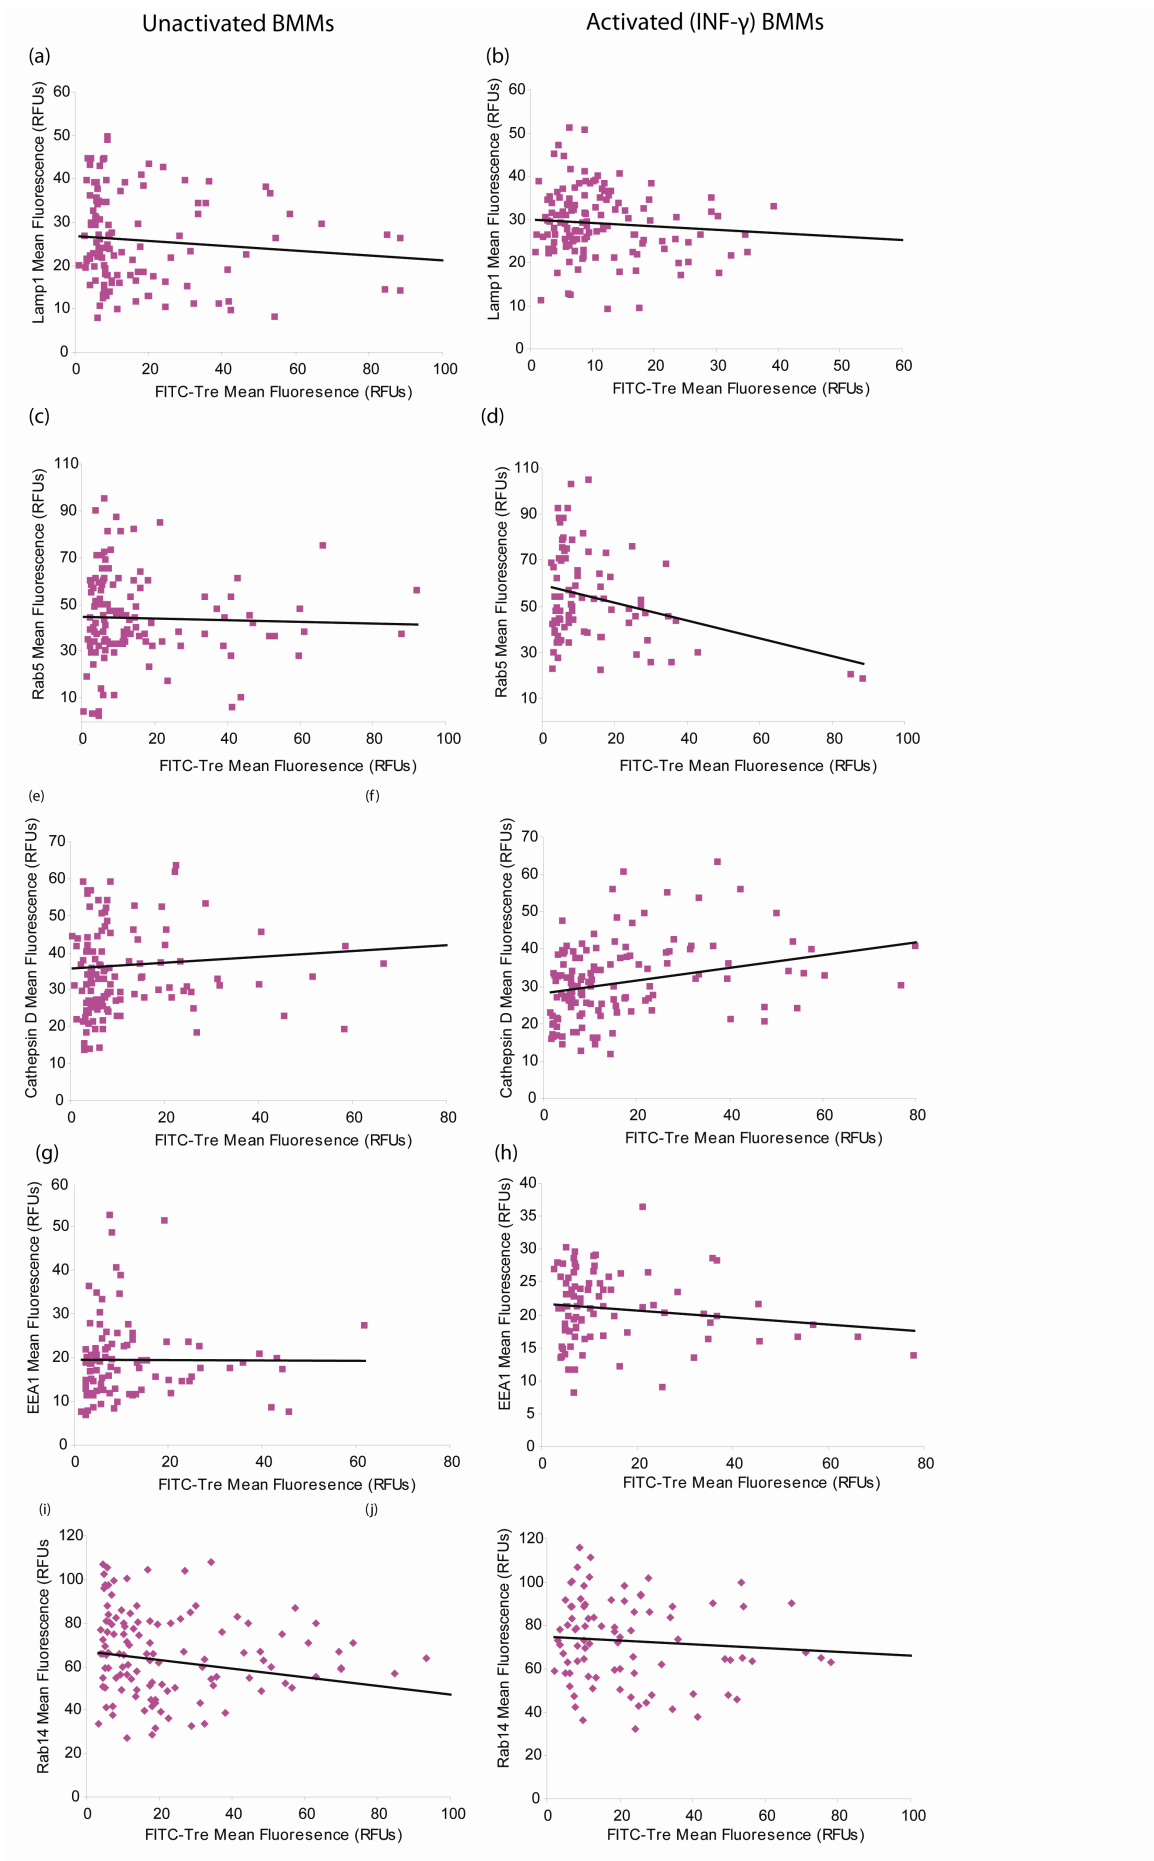 Unactivated BMMs
Activated (INF-γ) BMMs
(a)
Lamp1 Mean Fluorescence (RFUs)
60
50
40
30
20
10
0
0 20 40 60 80 100
FITC-Tre Mean Fluoresence (RFUs)
(b)
Lamp1 Mean Fluorescence (RFUs)
60
50
40
30
20
10
0
0 10 20 30 40 50 60
FITC-Tre Mean Fluoresence (RFUs)
(c)
Rab5 Mean Fluorescence (RFUs)
110
90
70
50
30
10
0 20 40 60 80 100
FITC-Tre Mean Fluoresence (RFUs)
(d)
Rab5 Mean Fluorescence (RFUs)
110
90
70
50
30
10
0 20 40 60 80 100
FITC-Tre Mean Fluoresence (RFUs)
(e)
Cathepsin D Mean Fluorescence (RFUs)
70
60
50
40
30
20
10
0
0 20 40 60 80
FITC-Tre Mean Fluoresence (RFUs)
(f)
Cathepsin D Mean Fluorescence (RFUs)
70
60
50
40
30
20
10
0
0 20 40 60 80
FITC-Tre Mean Fluoresence (RFUs)
(g)
EEA1 Mean Fluorescence (RFUs)
60
50
40
30
20
10
0
0 20 40 60 80
FITC-Tre Mean Fluoresence (RFUs)
(h)
EEA1 Mean Fluorescence (RFUs)
40
35
30
25
20
15
10
5
0
0 20 40 60 80
FITC-Tre Mean Fluoresence (RFUs)
(i)
Rab14 Mean Fluorescence (RFUs
120
100
80
60
40
20
0
0 20 40 60 80 100
FITC-Tre Mean Fluoresence (RFUs)
(j)
Rab14 Mean Fluorescence (RFUs)
120
100
80
60
40
20
0
0 20 40 60 80 100
FITC-Tre Mean Fluoresence (RFUs)